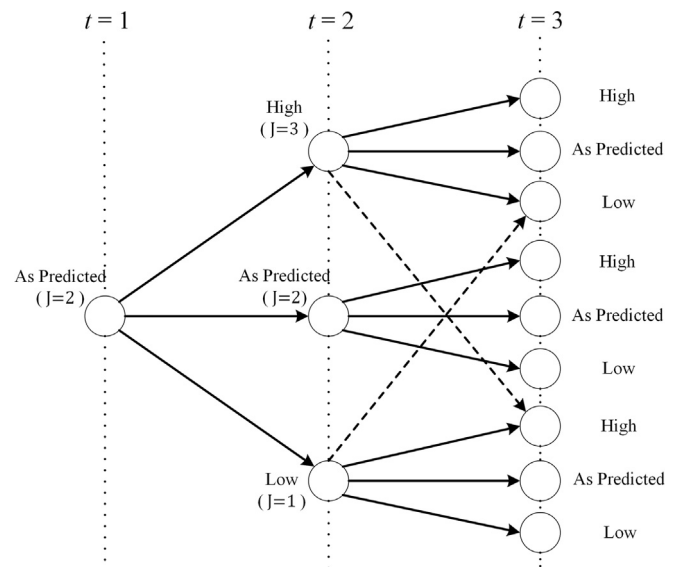 t = 1
t = 2
t = 3
High
High
( J=3 )
As Predicted
Low
High
As Predicted
( J=2 )
As Predicted
( J=2)
As Predicted
Low
High
Low
( J=1 )
As Predicted
Low